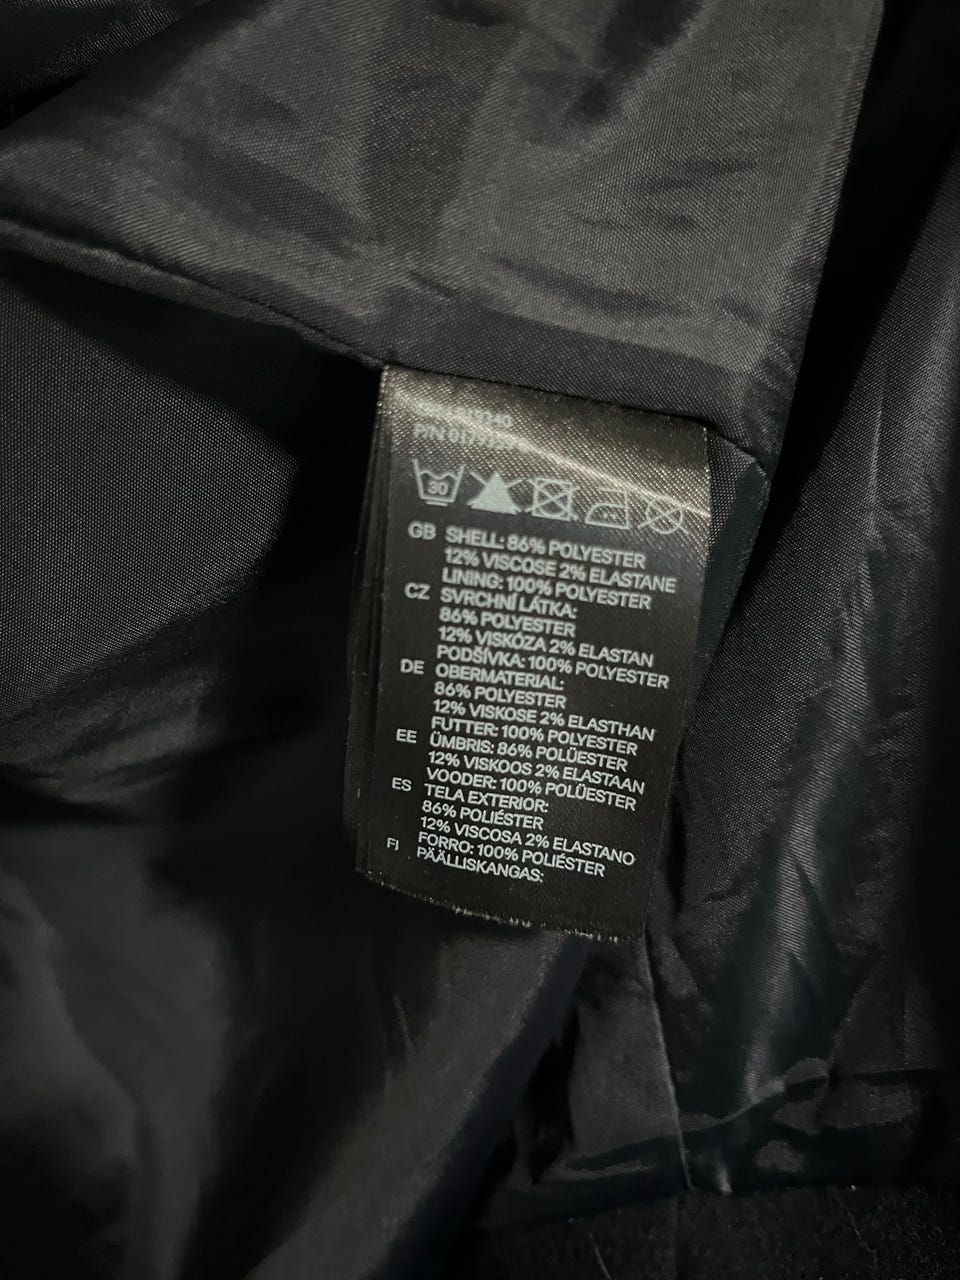 P/N
30
GB SHELL: 86% POLYESTER
12% VISCOSE 2% ELASTANE
LINING: 100% POLYESTER
CZ SVRCHNÍ LÁTKA:
86% POLYESTER
12% VISKÓZA 2% ELASTAN
PODŠÍVKA: 100% POLYESTER
DE OBERMATERIAL:
86% POLYESTER
12% VISKOSE 2% ELASTHAN
FUTTER: 100% POLYESTER
EE ÜMBRIS: 86% POLÜESTER
12% VISKOOS 2% ELASTAAN
VOODER: 100% POLÜESTER
ES TELA EXTERIOR:
86% POLIÉSTER
12% VISCOSA 2% ELASTANO
FORRO: 100% POLIÉSTER
FI PÄÄLLISKANGAS: